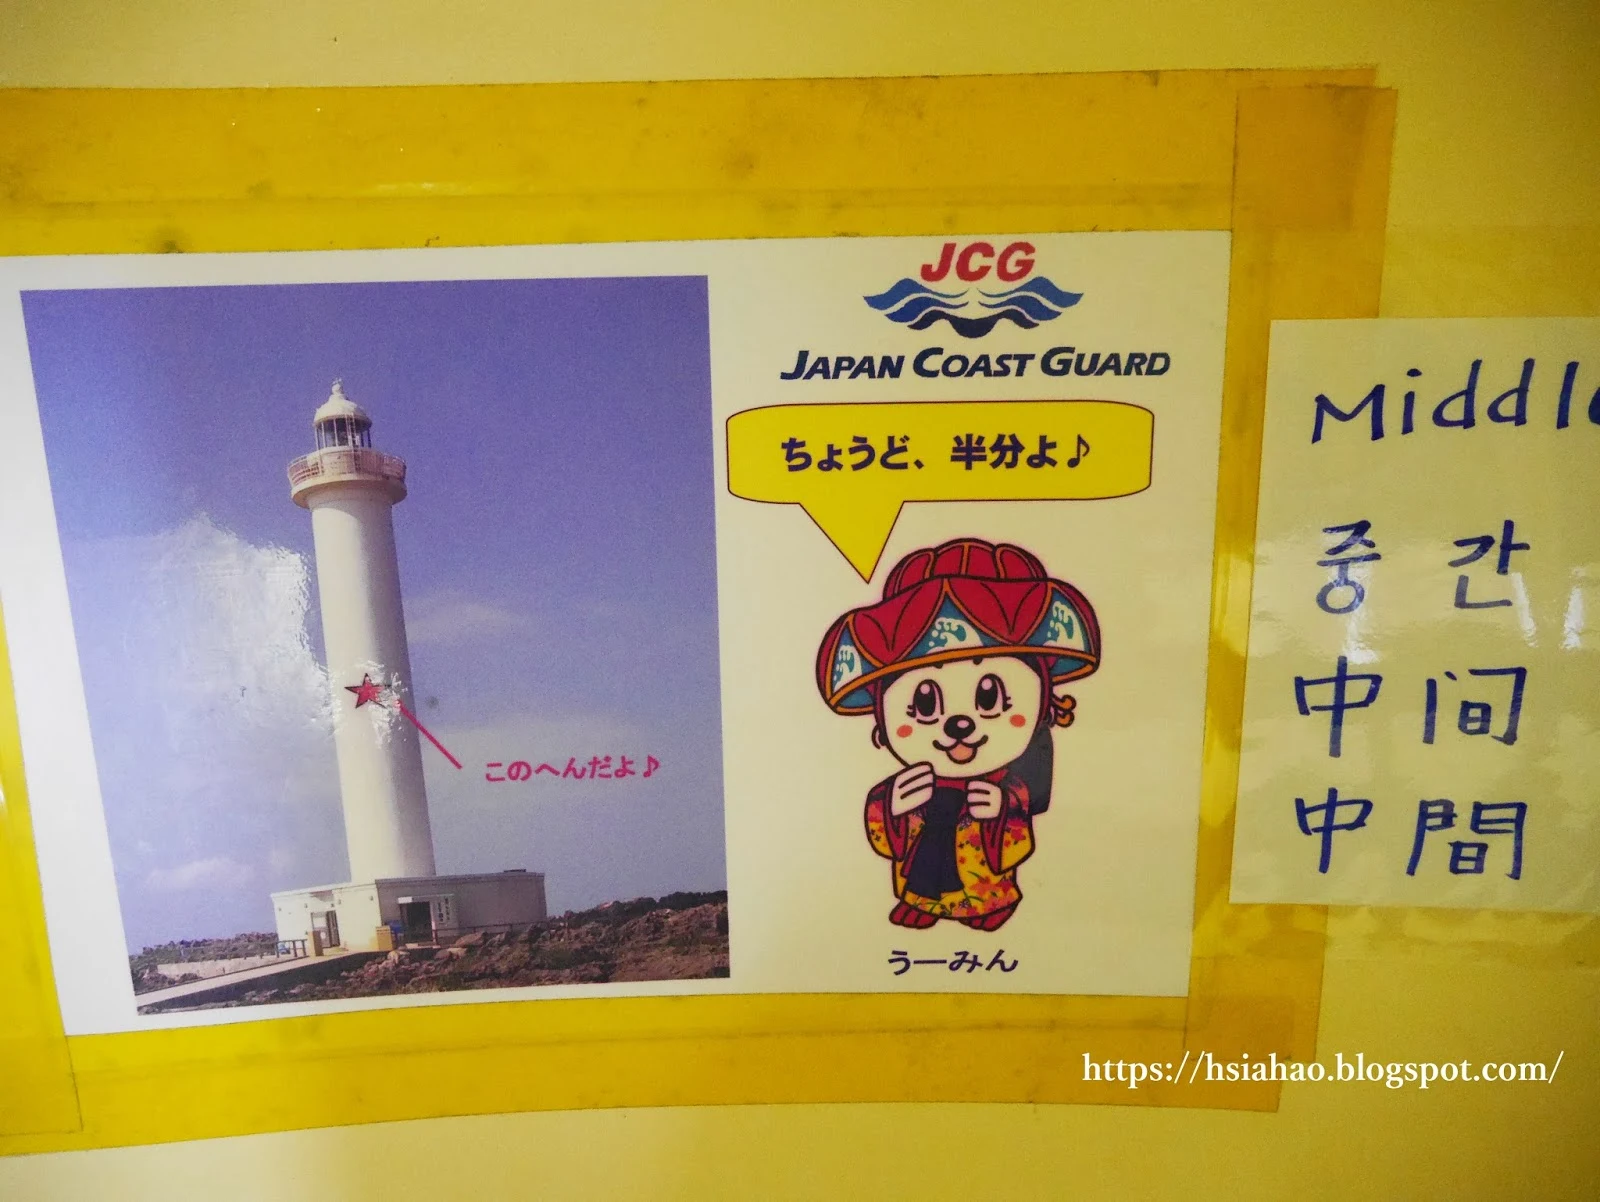 JCG
JAPAN COAST GUARD
ちょうど、半分よ♪
このへんだよ♪
うーみん
Middle
중 간
中 间
中 間
https://hsiahao.blogspot.com/